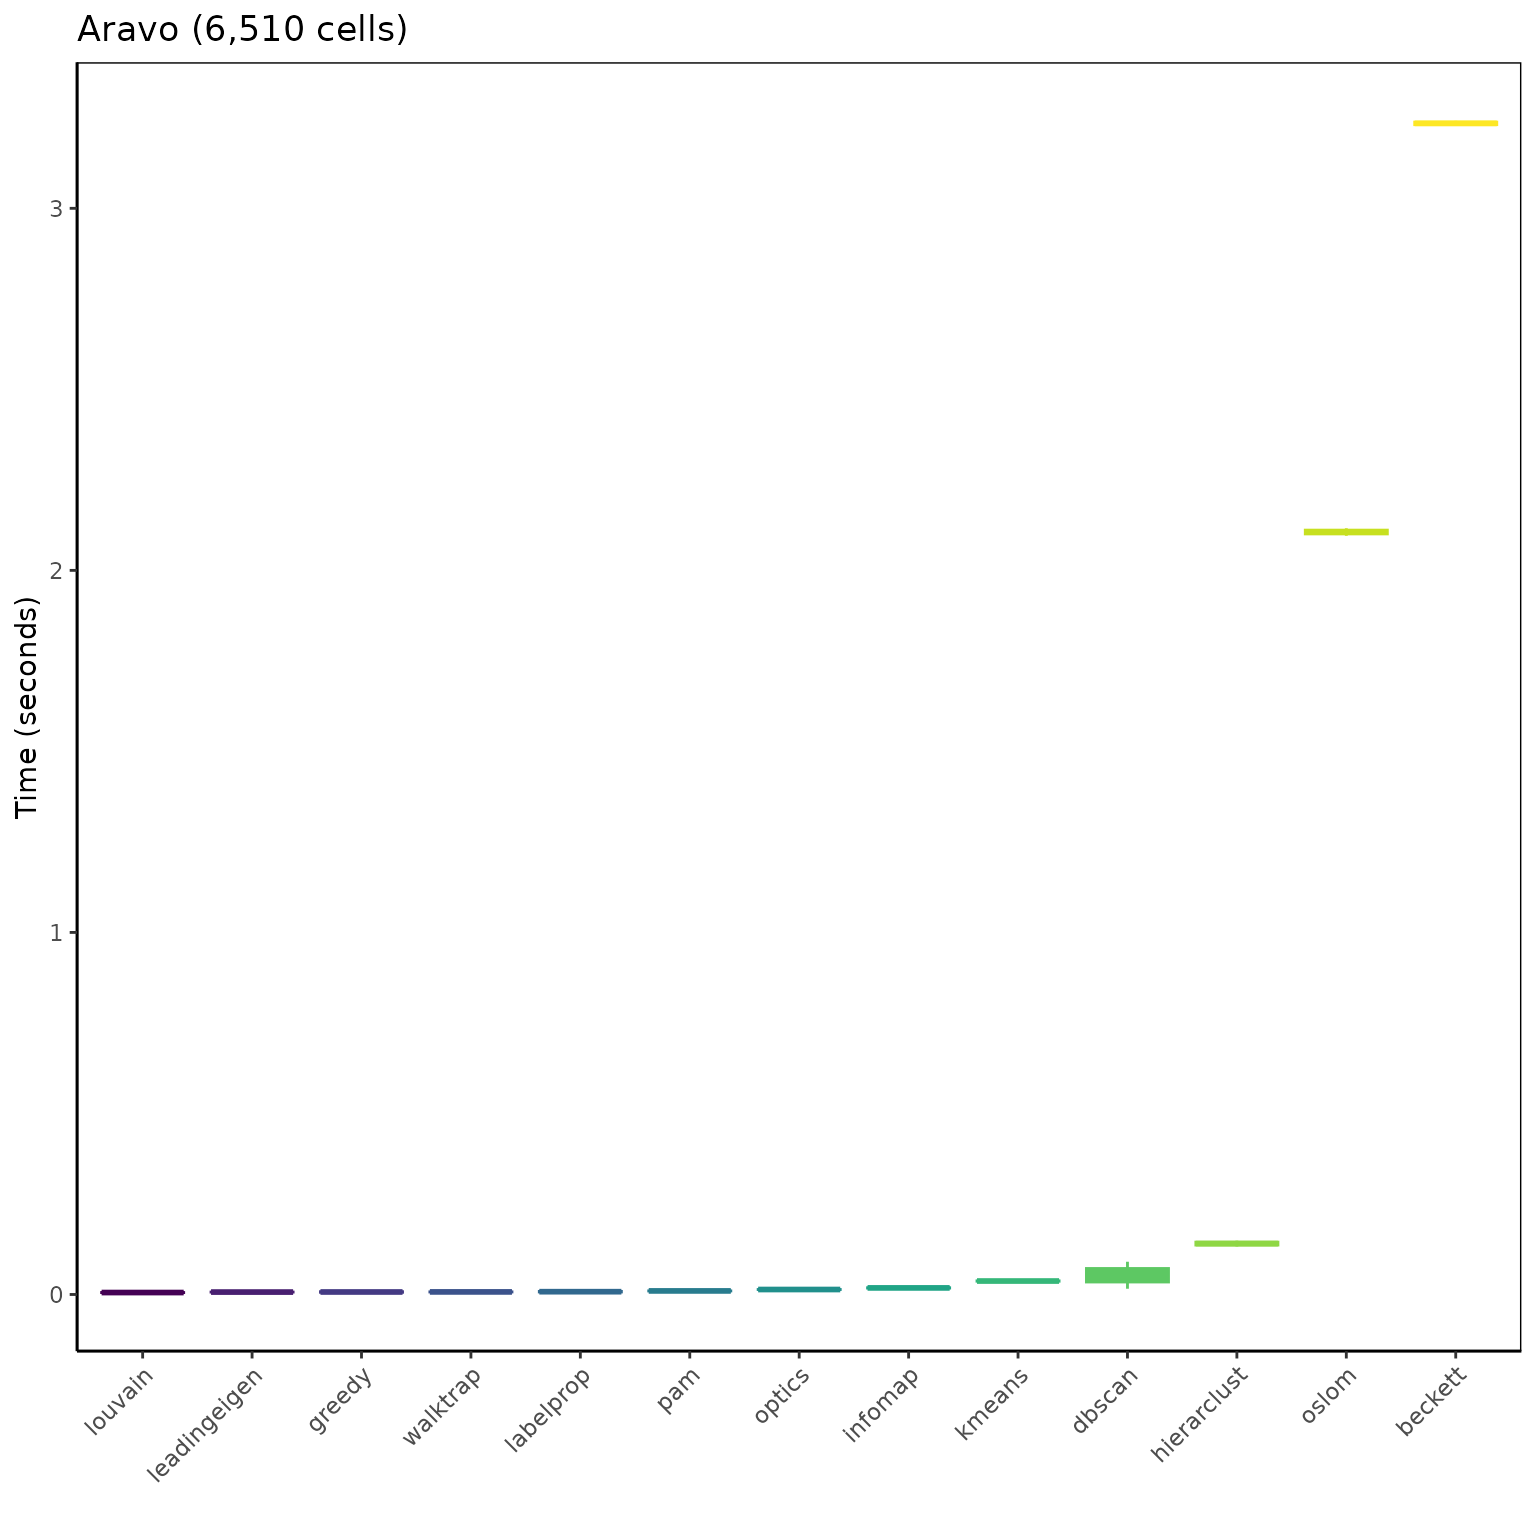 Aravo (6,510 cells)
Time (seconds)
3
2
1
0
louvain
leadingeigen
greedy
walktrap
labelprop
pam
optics
infomap
kmeans
dbscan
hierarclust
oslom
beckett